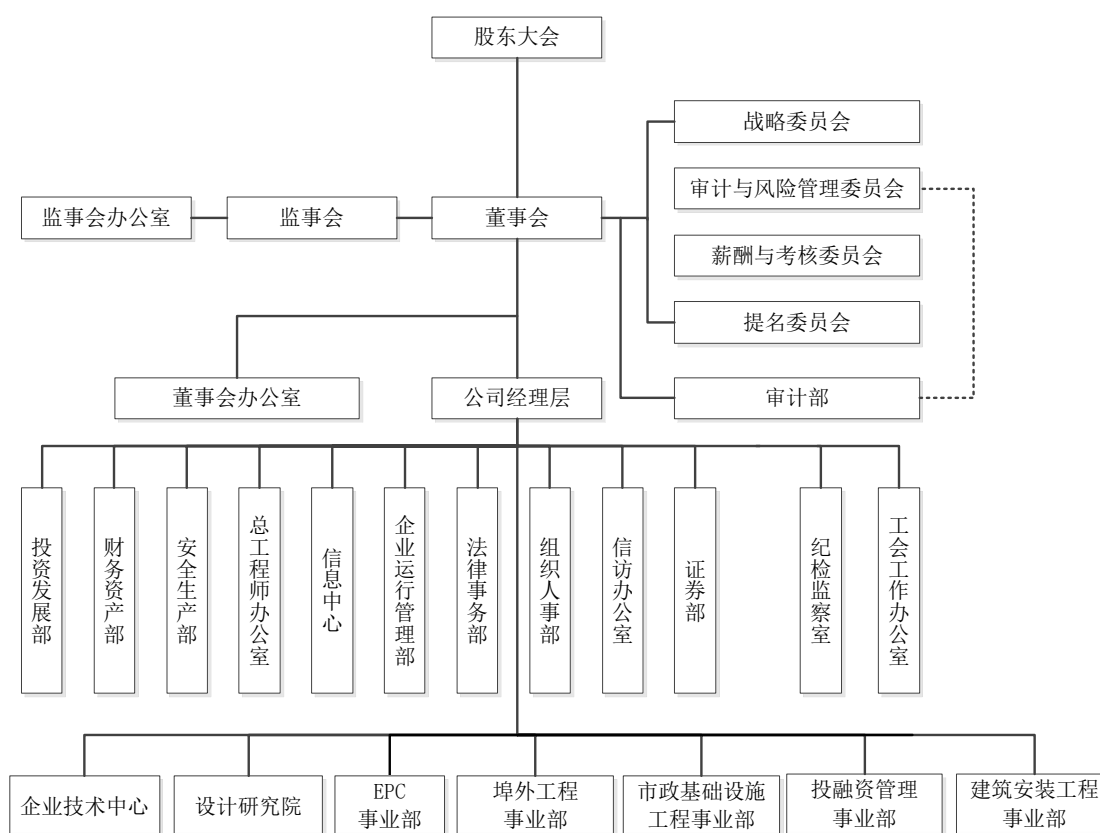 股东大会
战略委员会
审计与风险管理委员会
监事会办公室
监事会
董事会
薪酬与考核委员会
提名委员会
董事会办公室
公司经理层
审计部
投资发展部
财务资产部
安全生产部
总工程师办公室
信息中心
企业运行管理部
法律事务部
组织人事部
信访办公室
证券部
纪检监察室
工会工作办公室
企业技术中心
设计研究院
EPC
事业部
埠外工程
事业部
市政基础设施
工程事业部
投融资管理
事业部
建筑安装工程
事业部